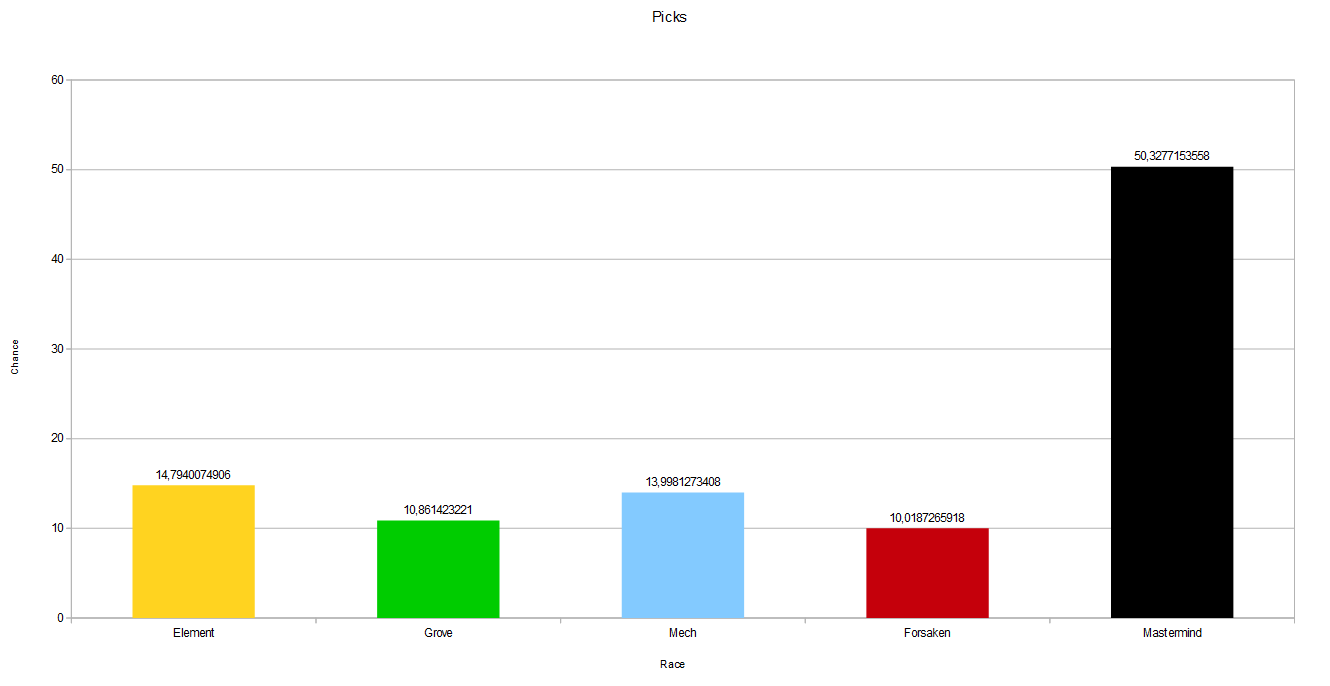 Picks
60
50
40
30
20
10
0
Chance
14,7940074906
10,861423221
13,9981273408
10,0187265918
50,3277153558
Element
Grove
Mech
Forsaken
Mastermind
Race